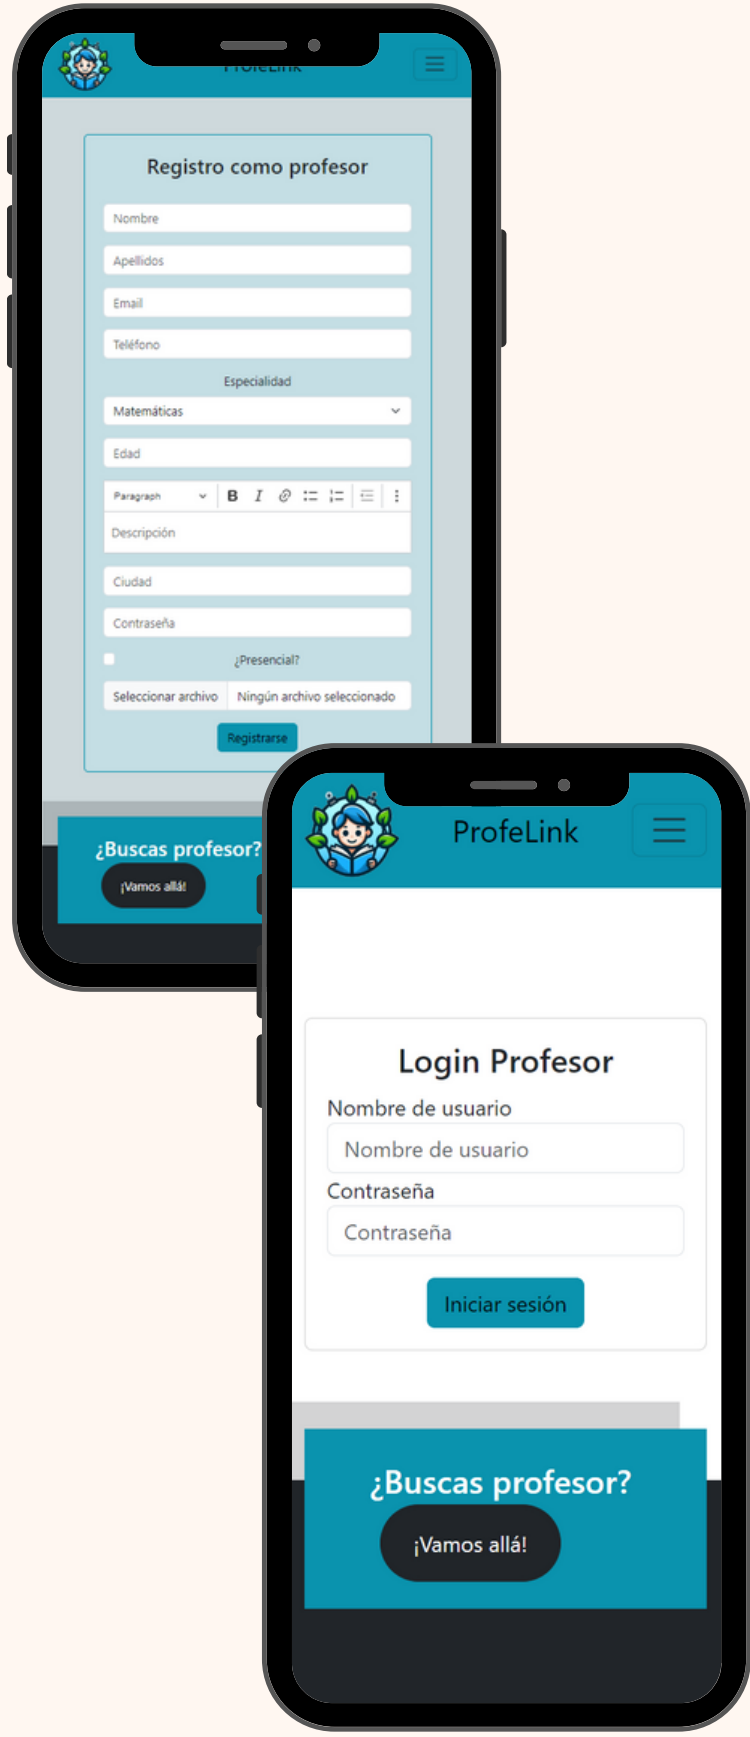 ProfeLink
Registro como profesor
Nombre
Apellidos
Email
Teléfono
Especialidad
Matemáticas
Edad
Paragraph B I
Descripción
Ciudad
Contraseña
¿Presencial?
Seleccionar archivo Ningún archivo seleccionado
Registrarse
¿Buscas profesor?
¡Vamos allá!
ProfeLink
Login Profesor
Nombre de usuario
Nombre de usuario
Contraseña
Contraseña
Iniciar sesión
¿Buscas profesor?
¡Vamos allá!